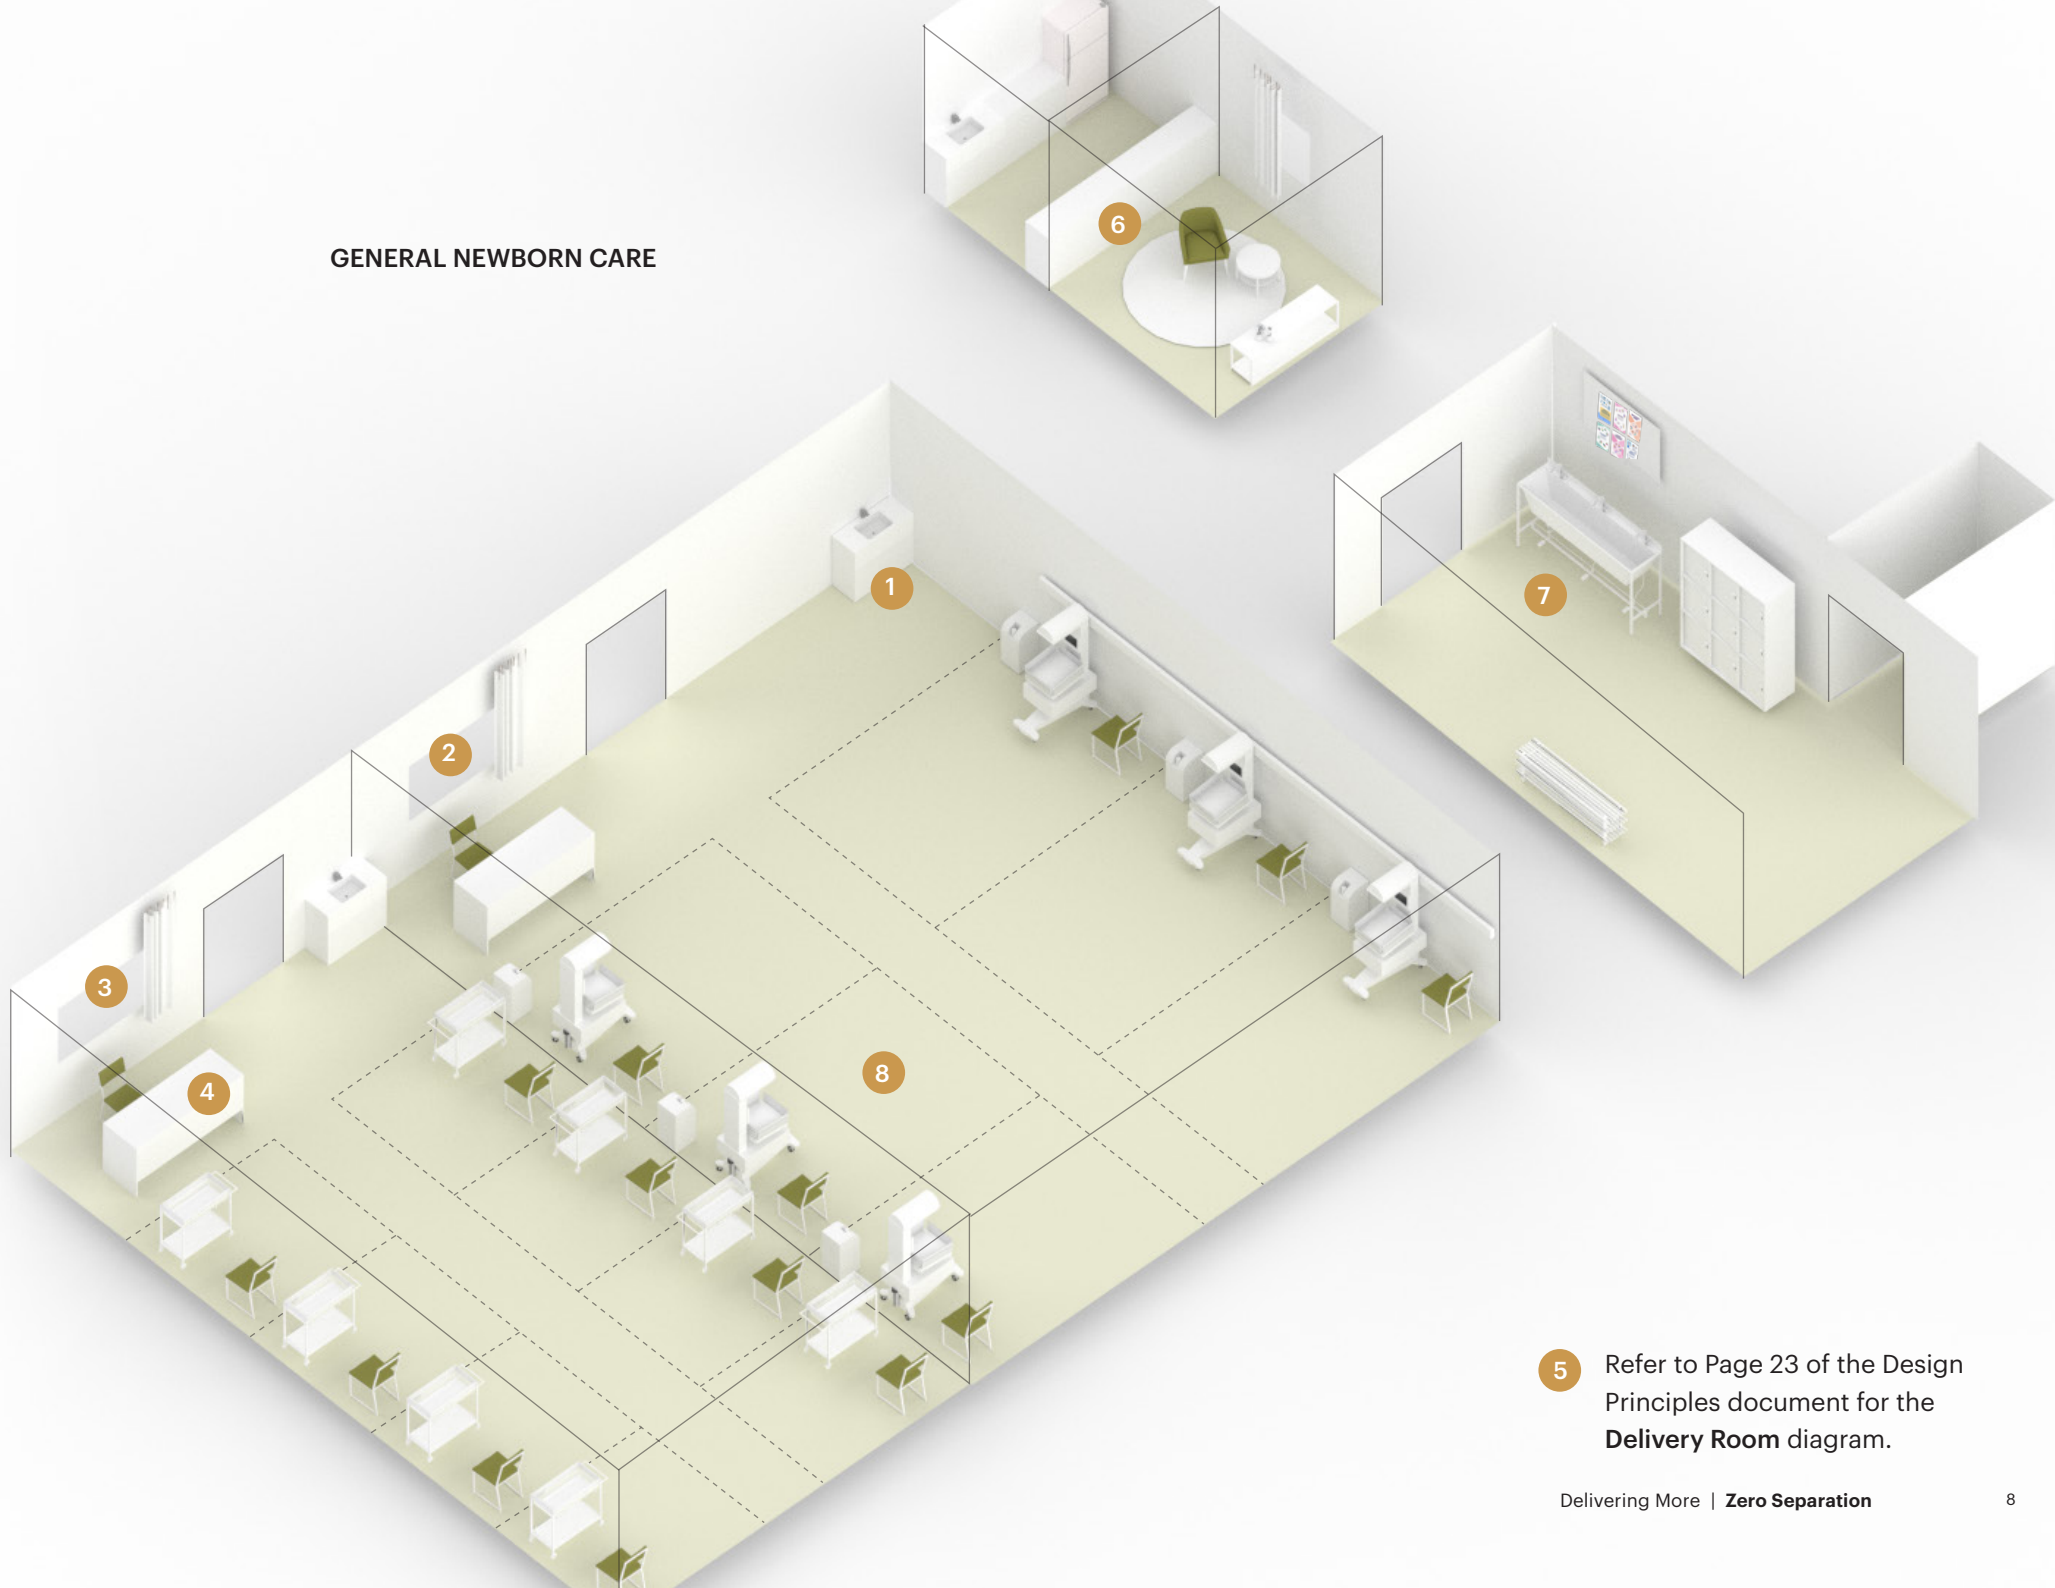 GENERAL NEWBORN CARE
6
7
1
2
3
4
8
5
Refer to Page 23 of the Design
Principles document for the
Delivery Room diagram.
Delivering More | Zero Separation
8